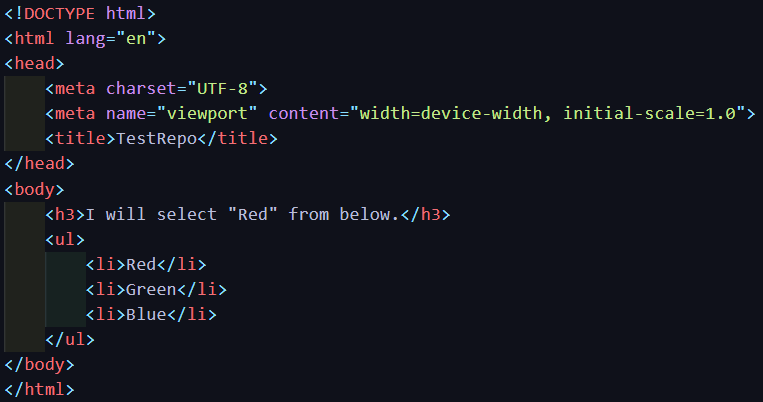 <!DOCTYPE html>
<html lang="en">
<head>
    <meta charset="UTF-8">
    <meta name="viewport" content="width=device-width, initial-scale=1.0">
    <title>TestRepo</title>
</head>
<body>
    <h3>I will select "Red" from below.</h3>
    <ul>
        <li>Red</li>
        <li>Green</li>
        <li>Blue</li>
    </ul>
</body>
</html>